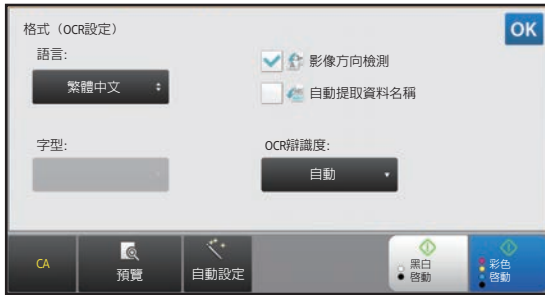 格式（OCR設定）
OK
語言:
影像方向檢測
繁體中文
自動提取資料名稱
字型:
OCR辯識度:
自動
CA
預覽
自動設定
黑白
啓動
彩色
啓動